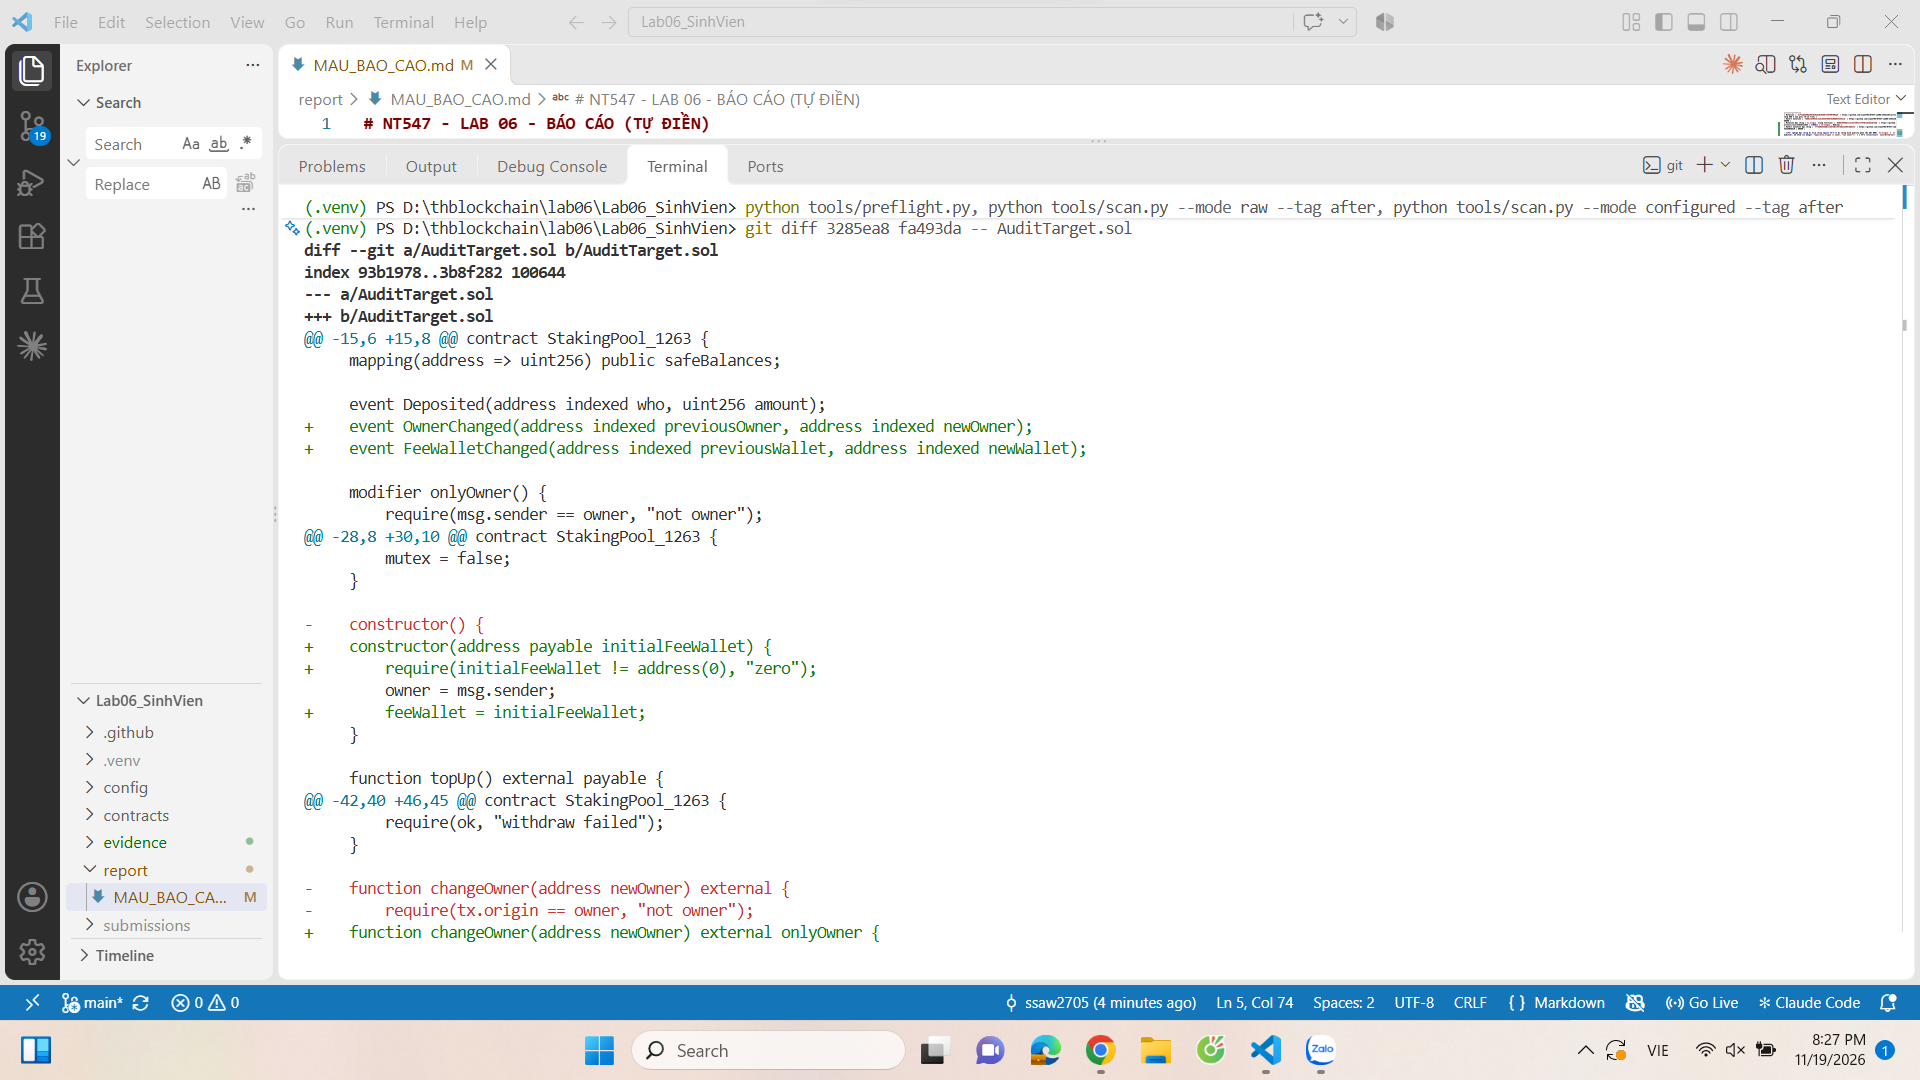 File Edit Selection View Go Run Terminal Help
Lab06_SinhVien
Explorer
Search
Search Aa ab .*
Replace AB
MAU_BAO_CAO.md M
report > MAU_BAO_CAO.md > abc # NT547 - LAB 06 - BÁO CÁO (TỰ ĐIỀN)
Text Editor
1 # NT547 - LAB 06 - BÁO CÁO (TỰ ĐIỀN)
Problems Output Debug Console Terminal Ports
git
(.venv) PS D:\thblockchain\lab06\Lab06_SinhVien> python tools/preflight.py, python tools/scan.py --mode raw --tag after, python tools/scan.py --mode configured --tag after
(.venv) PS D:\thblockchain\lab06\Lab06_SinhVien> git diff 3285ea8 fa493da -- AuditTarget.sol
diff --git a/AuditTarget.sol b/AuditTarget.sol
index 93b1978..3b8f282 100644
--- a/AuditTarget.sol
+++ b/AuditTarget.sol
@@ -15,6 +15,8 @@ contract StakingPool_1263 {
mapping(address => uint256) public safeBalances;
event Deposited(address indexed who, uint256 amount);
+ event OwnerChanged(address indexed previousOwner, address indexed newOwner);
+ event FeeWalletChanged(address indexed previousWallet, address indexed newWallet);
modifier onlyOwner() {
require(msg.sender == owner, "not owner");
@@ -28,8 +30,10 @@ contract StakingPool_1263 {
mutex = false;
}
- constructor() {
+ constructor(address payable initialFeeWallet) {
+ require(initialFeeWallet != address(0), "zero");
owner = msg.sender;
+ feeWallet = initialFeeWallet;
}
function topUp() external payable {
@@ -42,40 +46,45 @@ contract StakingPool_1263 {
require(ok, "withdraw failed");
}
- function changeOwner(address newOwner) external {
- require(tx.origin == owner, "not owner");
+ function changeOwner(address newOwner) external onlyOwner {
19
Lab06_SinhVien
.github
.venv
config
contracts
evidence
report
MAU_BAO_CA... M
submissions
Timeline
main* 0 0
ssaw2705 (4 minutes ago) Ln 5, Col 74 Spaces: 2 UTF-8 CRLF {} Markdown Go Live Claude Code
Search
Zalo
VIE
8:27 PM
11/19/2026
1